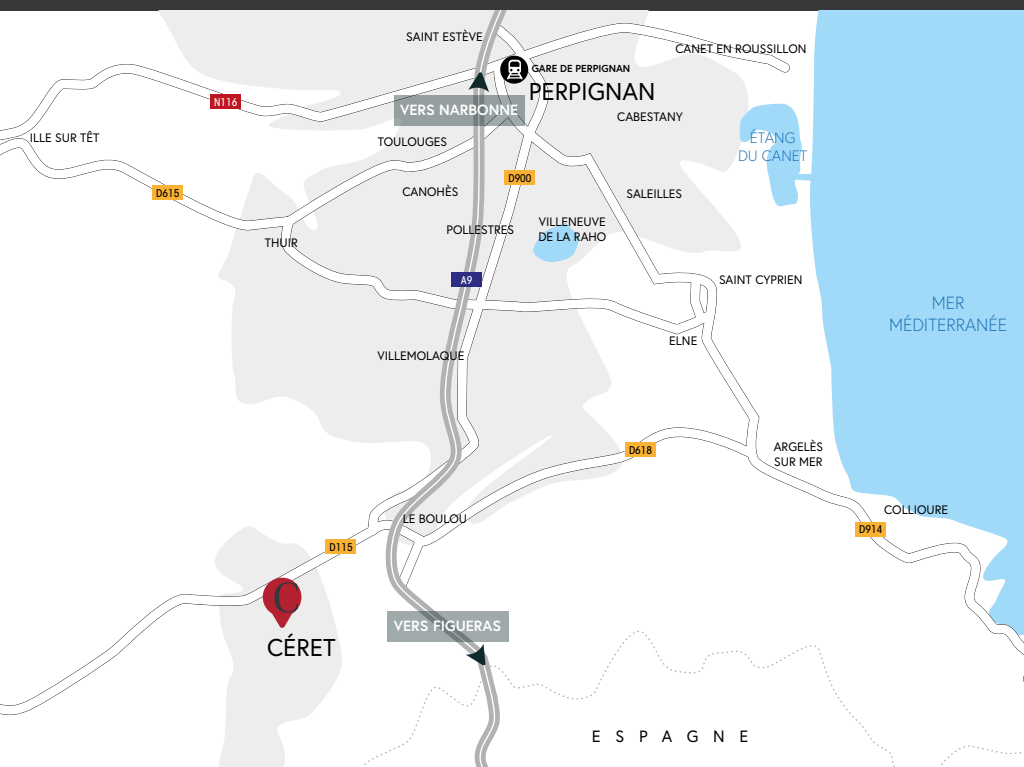 SAINT ESTÈVE
CANET EN ROUSSILLON
GARE DE PERPIGNAN
PERPIGNAN
N116
VERS NARBONNE
CABESTANY
ILLE SUR TÊT
TOULOUGES
ÉTANG
DU CANET
D615
CANOHÈS
D900
SALEILLES
POLLESTRES
VILLENEUVE
DE LA RAHO
THUIR
A9
SAINT CYPRIEN
MER
MÉDITERRANÉE
ELNE
VILLEMOLAQUE
D618
ARGELÈS
SUR MER
COLLIOURE
LE BOULOU
D914
D115
C
CÉRET
VERS FIGUERAS
ESPAGNE